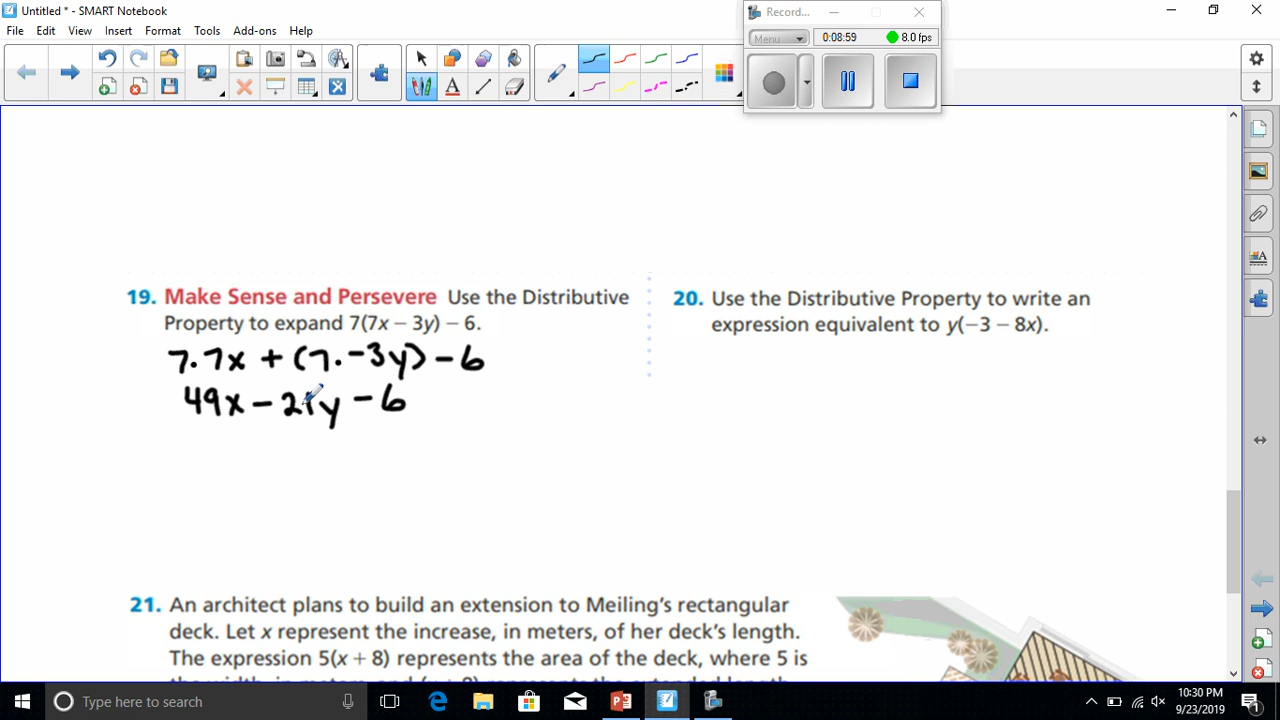 Untitled * - SMART Notebook
Record...
File Edit View Insert Format Tools Add-ons Help
Menu
0:08:59
8.0 fps
19. Make Sense and Persevere Use the Distributive
Property to expand 7(7x – 3y) – 6.
7·7x + (7·-3y) - 6
49x - 21y - 6
20. Use the Distributive Property to write an
expression equivalent to y(–3 – 8x).
21. An architect plans to build an extension to Meiling's rectangular
deck. Let x represent the increase, in meters, of her deck's length.
The expression 5(x + 8) represents the area of the deck, where 5 is
Type here to search
10:30 PM
9/23/2019
1